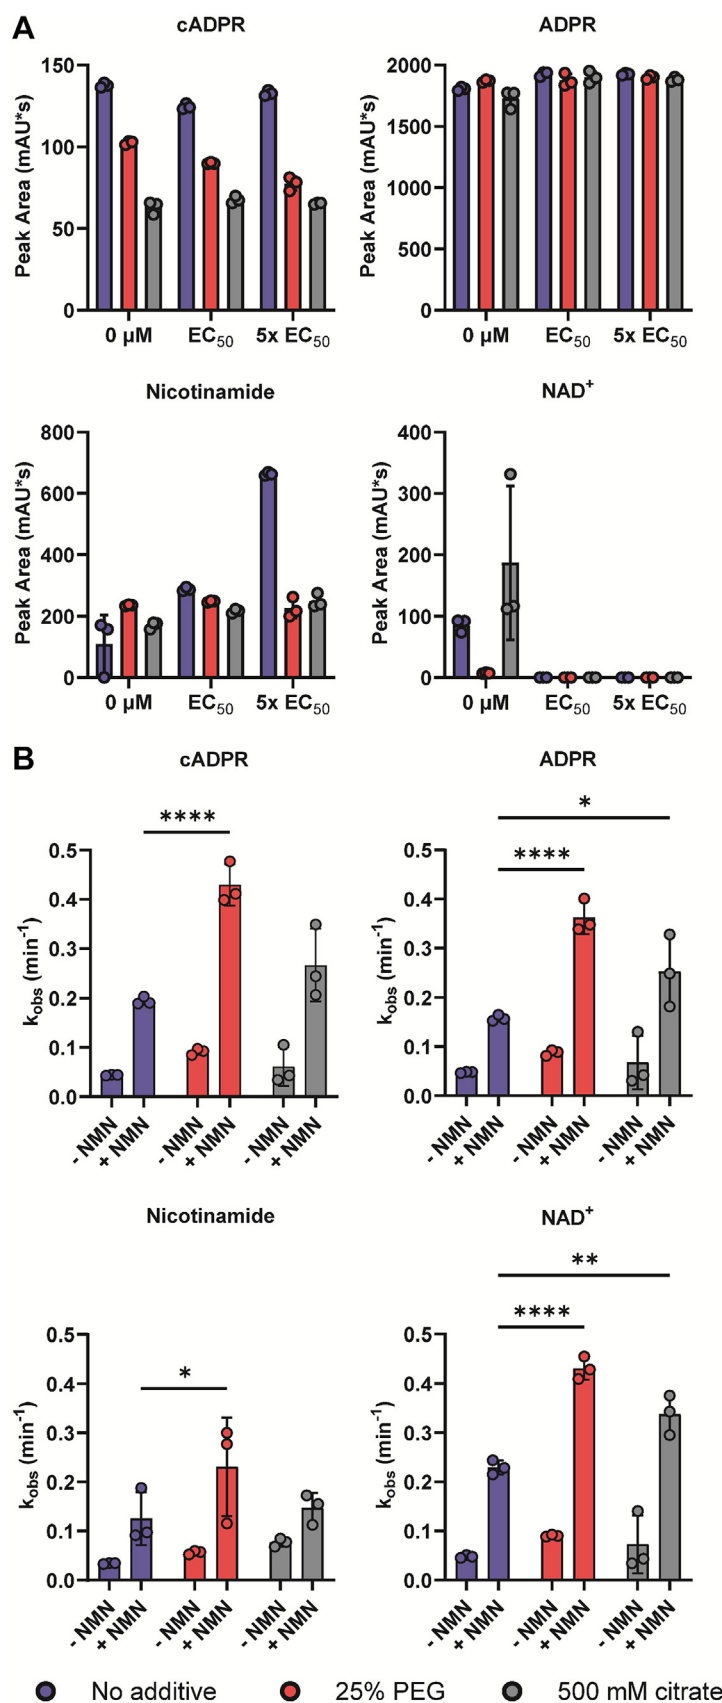 A
cADPR
ADPR
Peak Area (mAU*s)
150
100
50
0
0 µM
EC50
5x EC50
Peak Area (mAU*s)
2000
1500
1000
500
0
0 µM
EC50
5x EC50
Nicotinamide
NAD+
Peak Area (mAU*s)
800
600
400
200
0
0 µM
EC50
5x EC50
Peak Area (mAU*s)
400
300
200
100
0
0 µM
EC50
5x EC50
B
cADPR
ADPR
****
kobs (min-1)
0.5
0.4
0.3
0.2
0.1
0.0
- NMN
+ NMN
- NMN
+ NMN
- NMN
+ NMN
*
****
kobs (min-1)
0.5
0.4
0.3
0.2
0.1
0.0
- NMN
+ NMN
- NMN
+ NMN
- NMN
+ NMN
Nicotinamide
NAD+
*
kobs (min-1)
0.5
0.4
0.3
0.2
0.1
0.0
- NMN
+ NMN
- NMN
+ NMN
- NMN
+ NMN
**
****
kobs (min-1)
0.5
0.4
0.3
0.2
0.1
0.0
- NMN
+ NMN
- NMN
+ NMN
- NMN
+ NMN
No additive
25% PEG
500 mM citrate